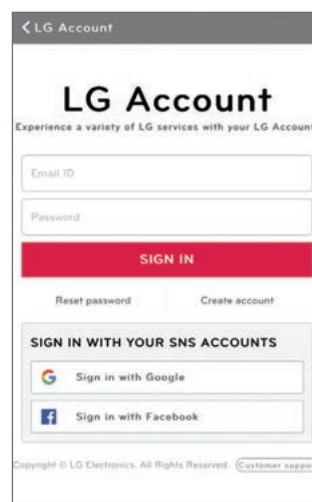 LG Account
LG Account
Experience a variety of LG services with your LG Account
Email ID
Password
SIGN IN
Reset password
Create account
SIGN IN WITH YOUR SNS ACCOUNTS
Sign in with Google
Sign in with Facebook
Copyright © LG Electronics. All Rights Reserved. Customer suppor